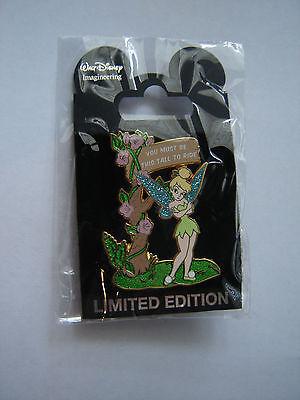 Walt Disney
Imagineering
YOU MUST BE
THIS TALL TO RIDE
LIMITED EDITION